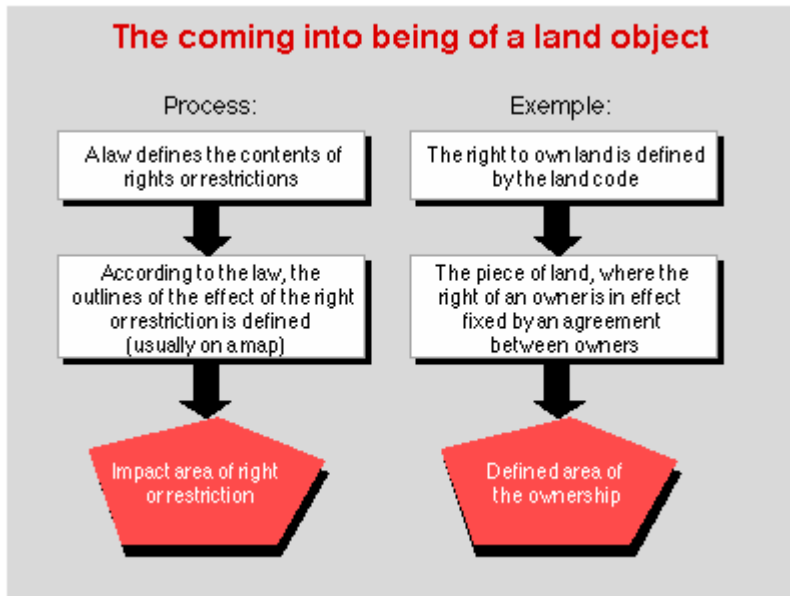 The coming into being of a land object
Process:
A law defines the contents of
rights or restrictions
According to the law, the
outlines of the effect of the right
or restriction is defined
(usually on a map)
Impact area of right
or restriction
Exemple:
The right to own land is defined
by the land code
The piece of land, where the
right of an owner is in effect
fixed by an agreement
between owners
Defined area of
the ownership